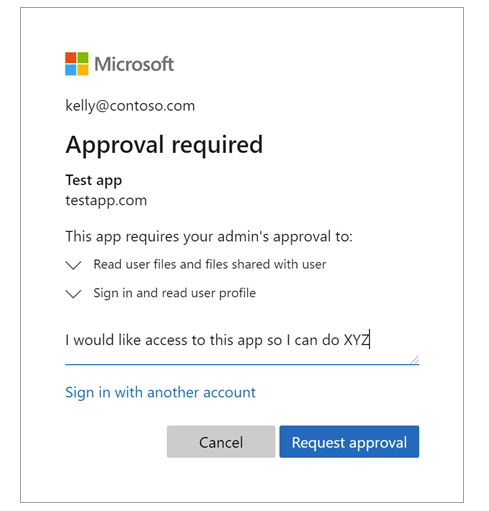 Microsoft
kelly@contoso.com
Approval required
Test app
testapp.com
This app requires your admin's approval to:
Read user files and files shared with user
Sign in and read user profile
I would like access to this app so I can do XYZ
Sign in with another account
Cancel Request approval